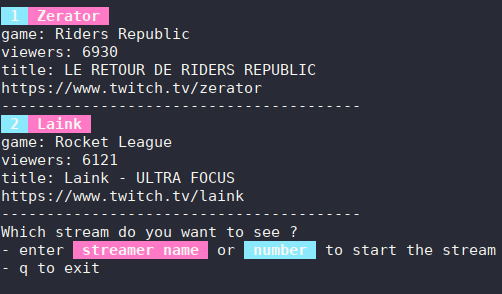 1 Zerator
game: Riders Republic
viewers: 6930
title: LE RETOUR DE RIDERS REPUBLIC
https://www.twitch.tv/zerator
----------------------------------------
2 Laink
game: Rocket League
viewers: 6121
title: Laink - ULTRA FOCUS
https://www.twitch.tv/laink
----------------------------------------
Which stream do you want to see ?
- enter streamer name or number to start the stream
- q to exit